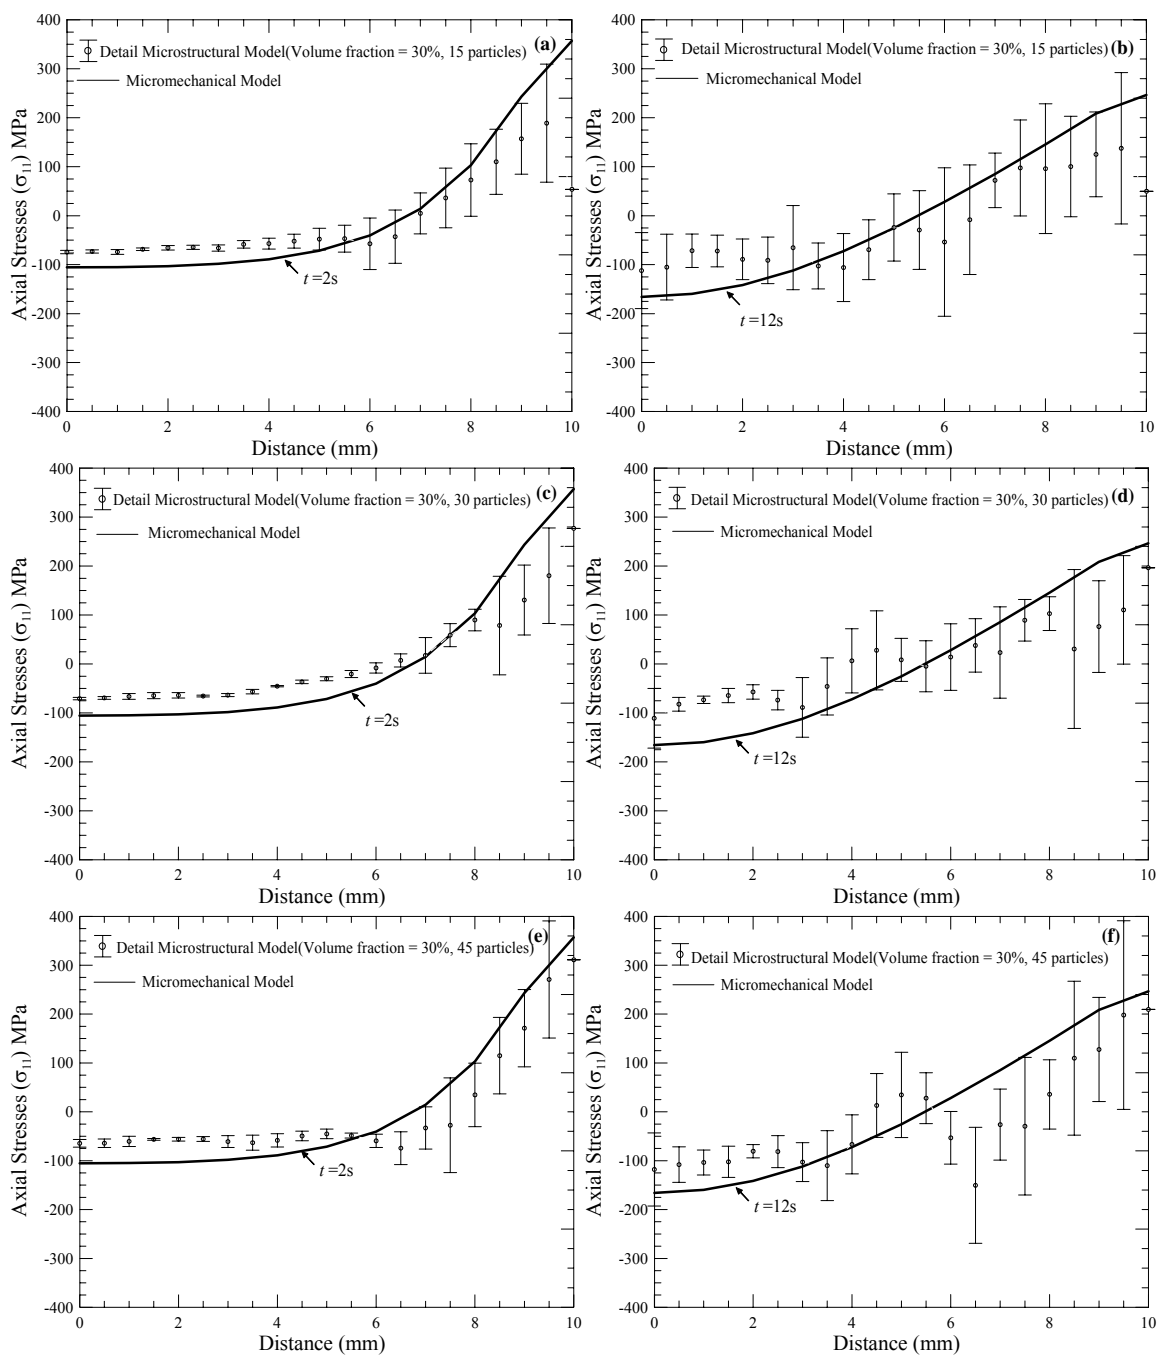 (a)
Detail Microstructural Model(Volume fraction = 30%, 15 particles)
Micromechanical Model
400
300
200
100
0
-100
-200
-300
-400
Axial Stresses (σ₁₁) MPa
t =2s
0 2 4 6 8 10
Distance (mm)
(b)
Detail Microstructural Model(Volume fraction = 30%, 15 particles)
Micromechanical Model
400
300
200
100
0
-100
-200
-300
-400
Axial Stresses (σ₁₁) MPa
t =12s
0 2 4 6 8 10
Distance (mm)
(c)
Detail Microstructural Model(Volume fraction = 30%, 30 particles)
Micromechanical Model
400
300
200
100
0
-100
-200
-300
-400
Axial Stresses (σ₁₁) MPa
t =2s
0 2 4 6 8 10
Distance (mm)
(d)
Detail Microstructural Model(Volume fraction = 30%, 30 particles)
Micromechanical Model
400
300
200
100
0
-100
-200
-300
-400
Axial Stresses (σ₁₁) MPa
t =12s
0 2 4 6 8 10
Distance (mm)
(e)
Detail Microstructural Model(Volume fraction = 30%, 45 particles)
Micromechanical Model
400
300
200
100
0
-100
-200
-300
-400
Axial Stresses (σ₁₁) MPa
t =2s
0 2 4 6 8 10
Distance (mm)
(f)
Detail Microstructural Model(Volume fraction = 30%, 45 particles)
Micromechanical Model
400
300
200
100
0
-100
-200
-300
-400
Axial Stresses (σ₁₁) MPa
t =12s
0 2 4 6 8 10
Distance (mm)